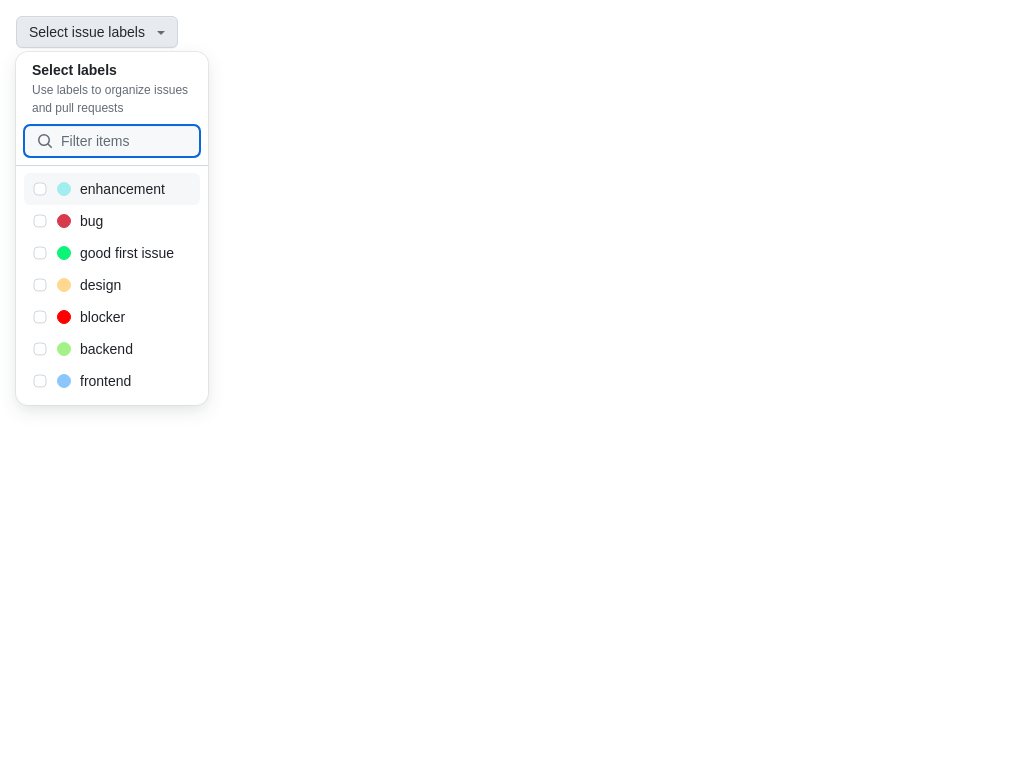 Select issue labels
Select labels
Use labels to organize issues
and pull requests
Filter items
enhancement
bug
good first issue
design
blocker
backend
frontend